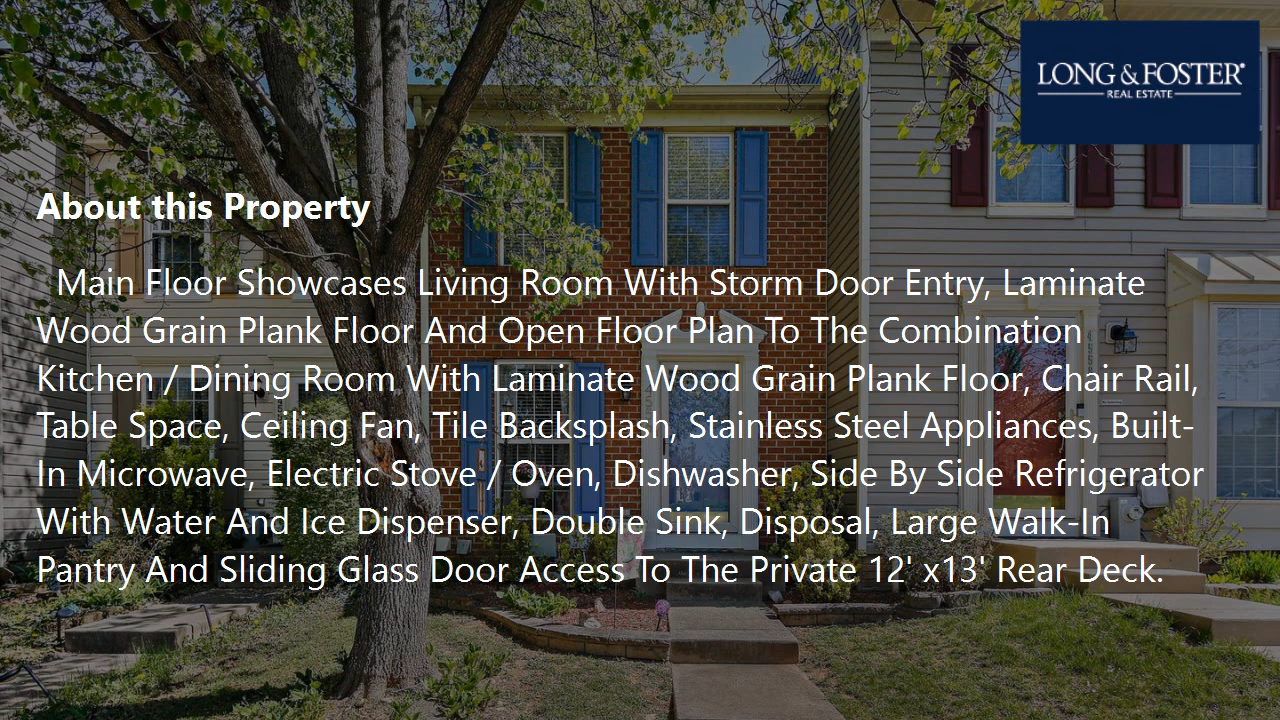 LONG & FOSTER®
REAL ESTATE
About this Property
Main Floor Showcases Living Room With Storm Door Entry, Laminate
Wood Grain Plank Floor And Open Floor Plan To The Combination
Kitchen / Dining Room With Laminate Wood Grain Plank Floor, Chair Rail,
Table Space, Ceiling Fan, Tile Backsplash, Stainless Steel Appliances, Built-
In Microwave, Electric Stove / Oven, Dishwasher, Side By Side Refrigerator
With Water And Ice Dispenser, Double Sink, Disposal, Large Walk-In
Pantry And Sliding Glass Door Access To The Private 12' x13' Rear Deck.